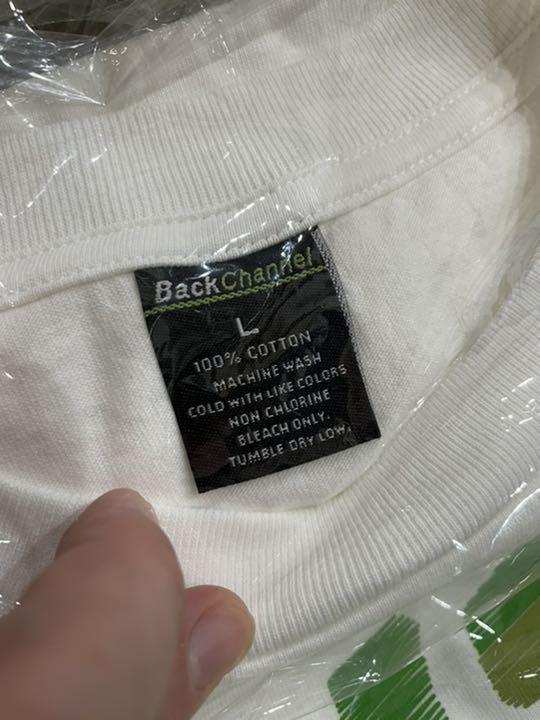 BackChannel
L
100% COTTON
MACHINE WASH
COLD WITH LIKE COLORS
NON CHLORINE
BLEACH ONLY.
TUMBLE DRY LOW.